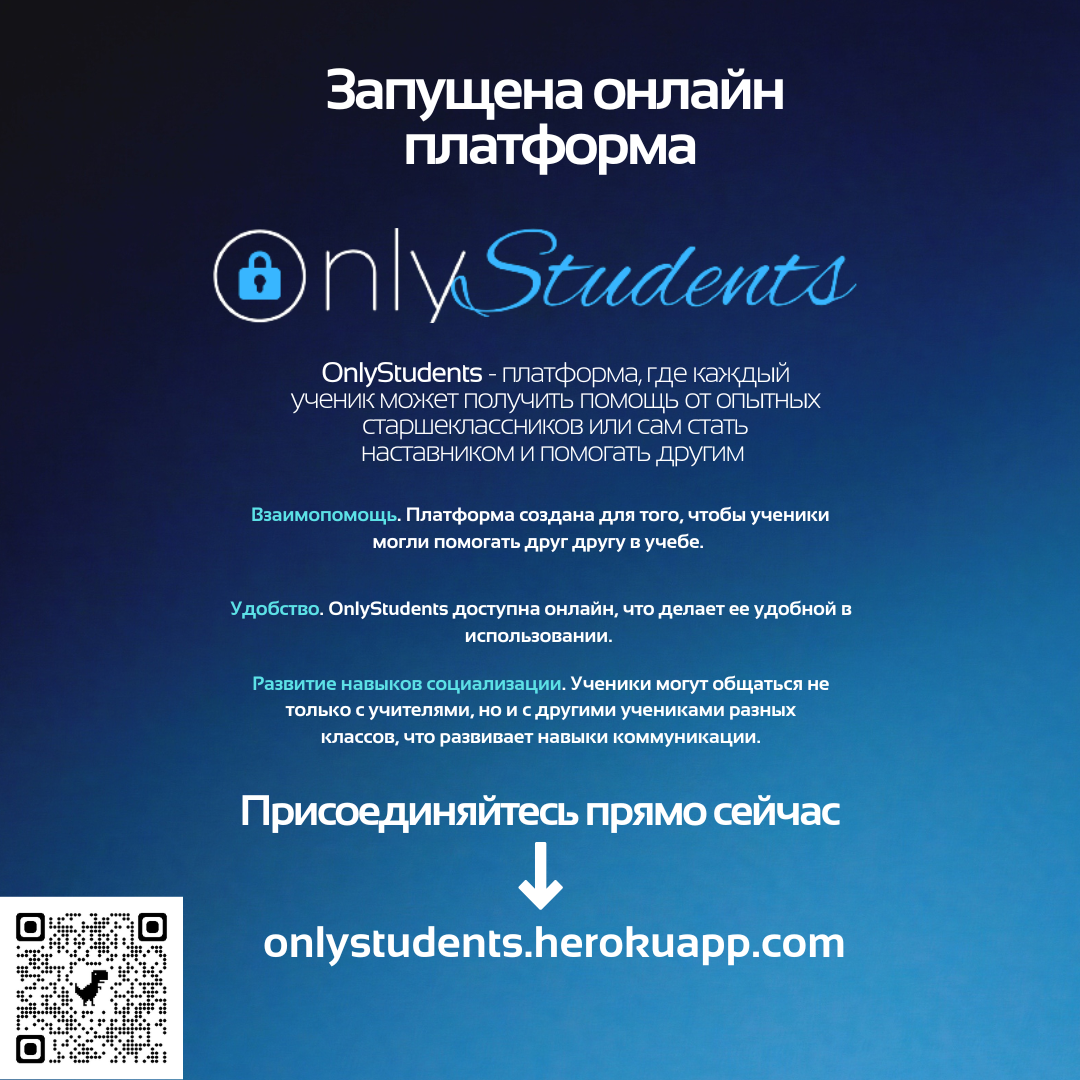 Запущена онлайн
платформа
OnlyStudents
OnlyStudents - платформа, где каждый
ученик может получить помощь от опытных
старшеклассников или сам стать
наставником и помогать другим
Взаимопомощь. Платформа создана для того, чтобы ученики
могли помогать друг другу в учебе.
Удобство. OnlyStudents доступна онлайн, что делает ее удобной в
использовании.
Развитие навыков социализации. Ученики могут общаться не
только с учителями, но и с другими учениками разных
классов, что развивает навыки коммуникации.
Присоединяйтесь прямо сейчас
onlystudents.herokuapp.com